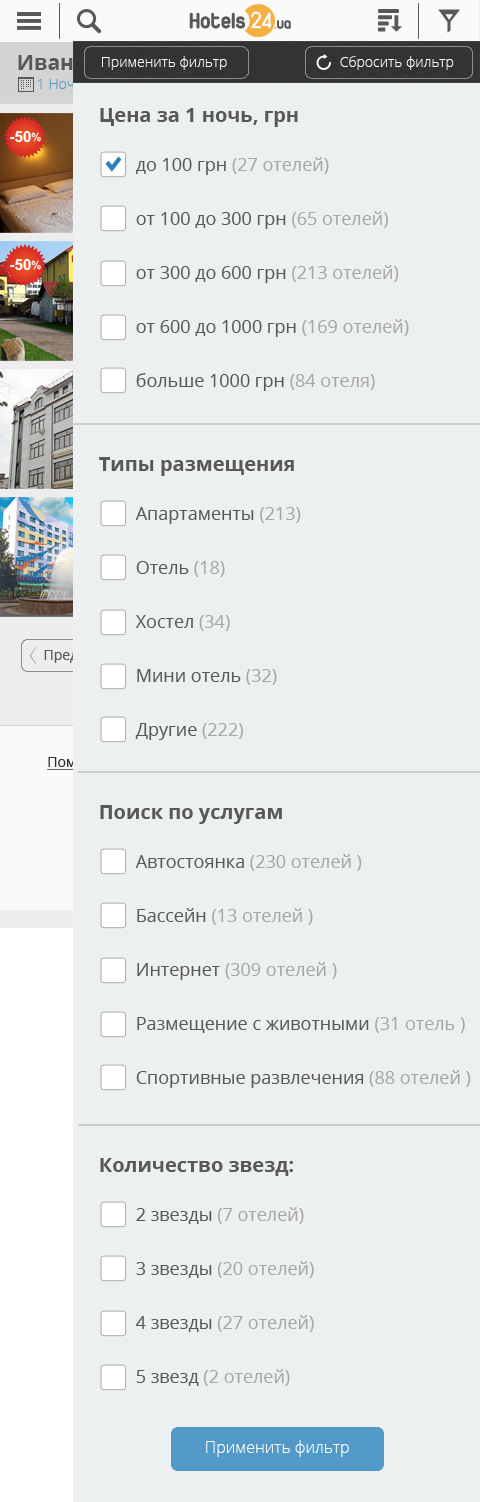 Hotels24.ua
Применить фильтр
Сбросить фильтр
Иван
1 Ноч
-50%
-50%
Цена за 1 ночь, грн
до 100 грн (27 отелей)
от 100 до 300 грн (65 отелей)
от 300 до 600 грн (213 отелей)
от 600 до 1000 грн (169 отелей)
больше 1000 грн (84 отеля)
Типы размещения
Апартаменты (213)
Отель (18)
Хостел (34)
Мини отель (32)
Другие (222)
Пред
Пом
Поиск по услугам
Автостоянка (230 отелей )
Бассейн (13 отелей )
Интернет (309 отелей )
Размещение с животными (31 отель )
Спортивные развлечения (88 отелей )
Количество звезд:
2 звезды (7 отелей)
3 звезды (20 отелей)
4 звезды (27 отелей)
5 звезд (2 отелей)
Применить фильтр